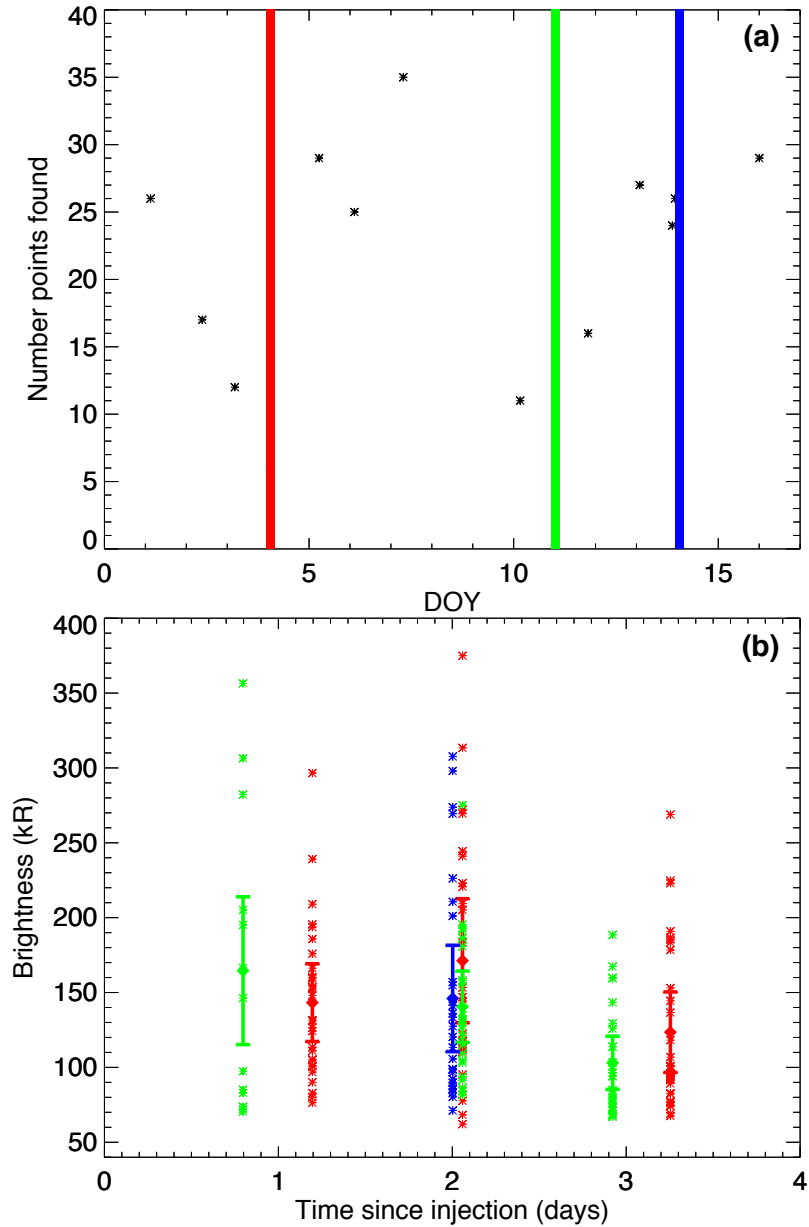 40
(a)
35
30
25
20
15
10
5
0
Number points found
0 5 10 15
DOY
400
(b)
350
300
250
200
150
100
50
Brightness (kR)
0 1 2 3 4
Time since injection (days)